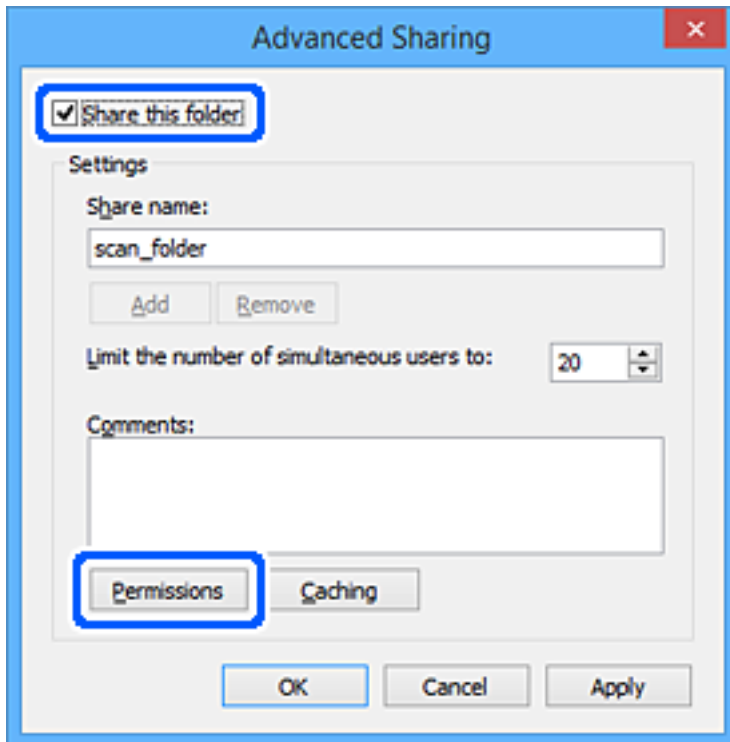 Advanced Sharing
Share this folder
Settings
Share name:
scan_folder
Add Remove
Limit the number of simultaneous users to: 20
Comments:
Permissions Caching
OK Cancel Apply